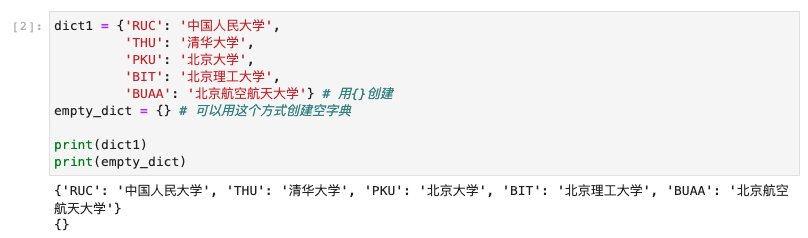 [2]: dict1 = {'RUC': '中国人民大学',
'THU': '清华大学',
'PKU': '北京大学',
'BIT': '北京理工大学',
'BUAA': '北京航空航天大学'} # 用{}创建
empty_dict = {} # 可以用这个方式创建空字典
print(dict1)
print(empty_dict)
{'RUC': '中国人民大学', 'THU': '清华大学', 'PKU': '北京大学', 'BIT': '北京理工大学', 'BUAA': '北京航空
航天大学'}
{}